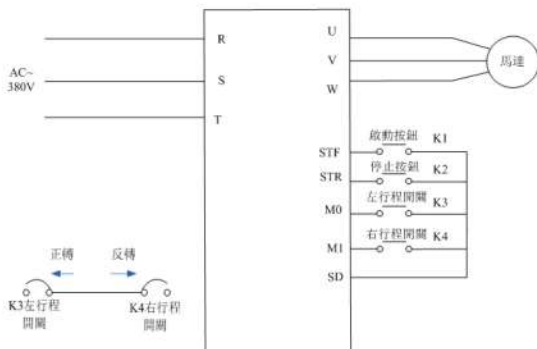 R
U
V
馬達
AC~
380V
S
W
T
啟動按鈕 K1
STF
停止按鈕 K2
STR
左行程開關 K3
M0
右行程開關 K4
M1
正轉 反轉
SD
K3左行程
開關
K4右行程
開關